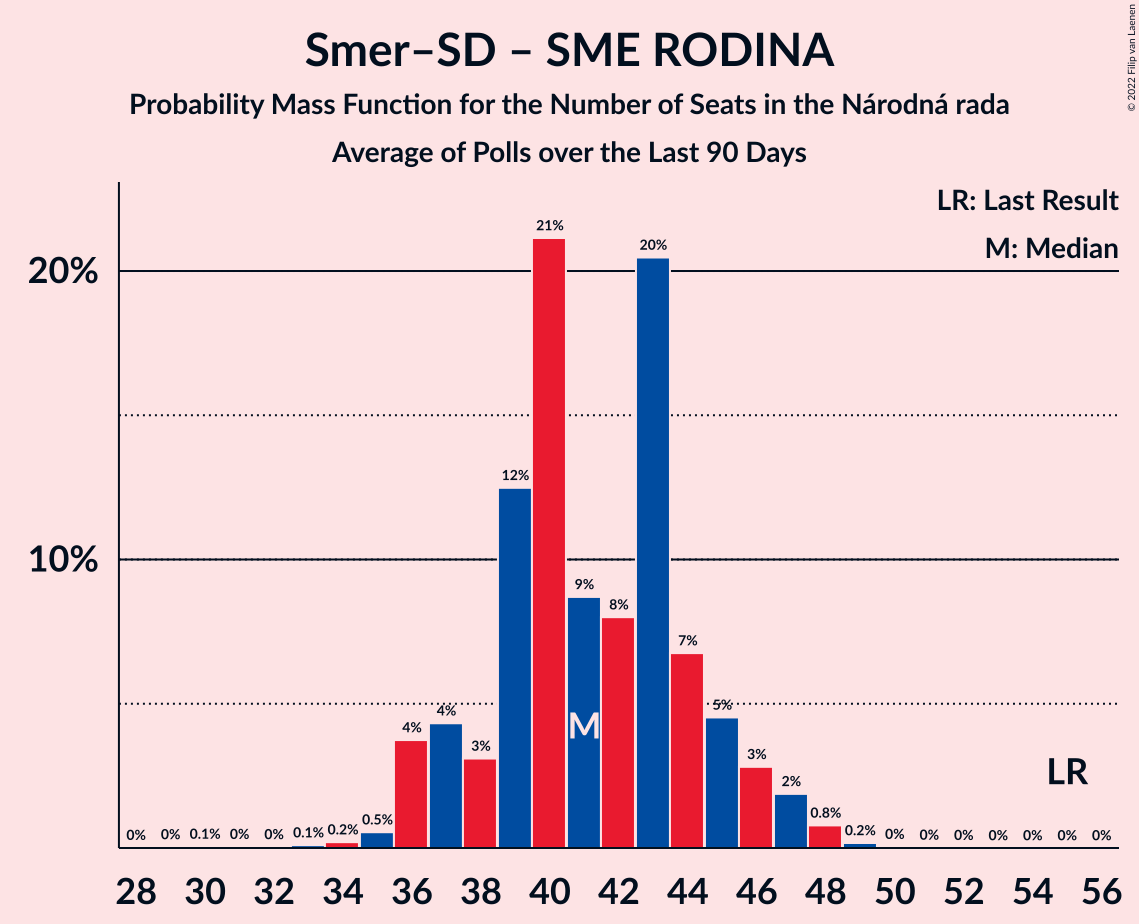 Smer–SD – SME RODINA
Probability Mass Function for the Number of Seats in the Národná rada
Average of Polls over the Last 90 Days
© 2022 Filip van Laenen
LR: Last Result
M: Median
20%
10%
0% 0% 0.1% 0% 0% 0.1% 0.2% 0.5% 4% 4% 3% 12% 21% 9% 8% 20% 7% 5% 3% 2% 0.8% 0.2% 0% 0% 0% 0% 0% 0% 0%
M
LR
28 30 32 34 36 38 40 42 44 46 48 50 52 54 56